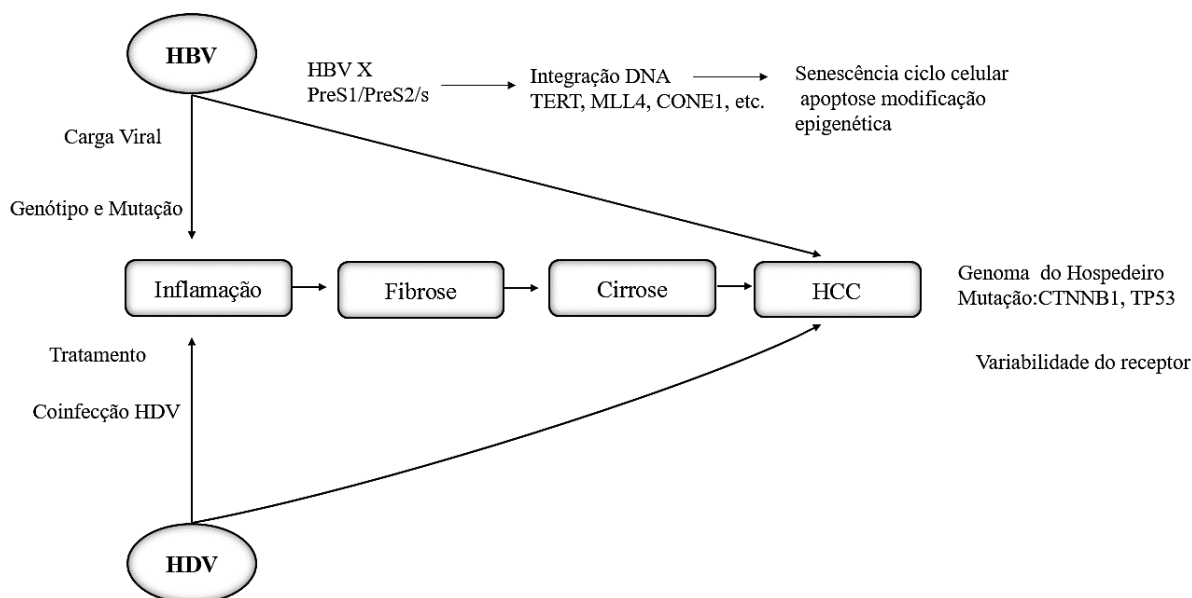 HBV
HBV X
PreS1/PreS2/s
Integração DNA
TERT, MLL4, CONE1, etc.
Senescência ciclo celular
apoptose modificação
epigenética
Carga Viral
Genótipo e Mutação
Inflamação
Fibrose
Cirrose
HCC
Genoma do Hospedeiro
Mutação:CTNNB1, TP53
Variabilidade do receptor
Tratamento
Coinfecção HDV
HDV